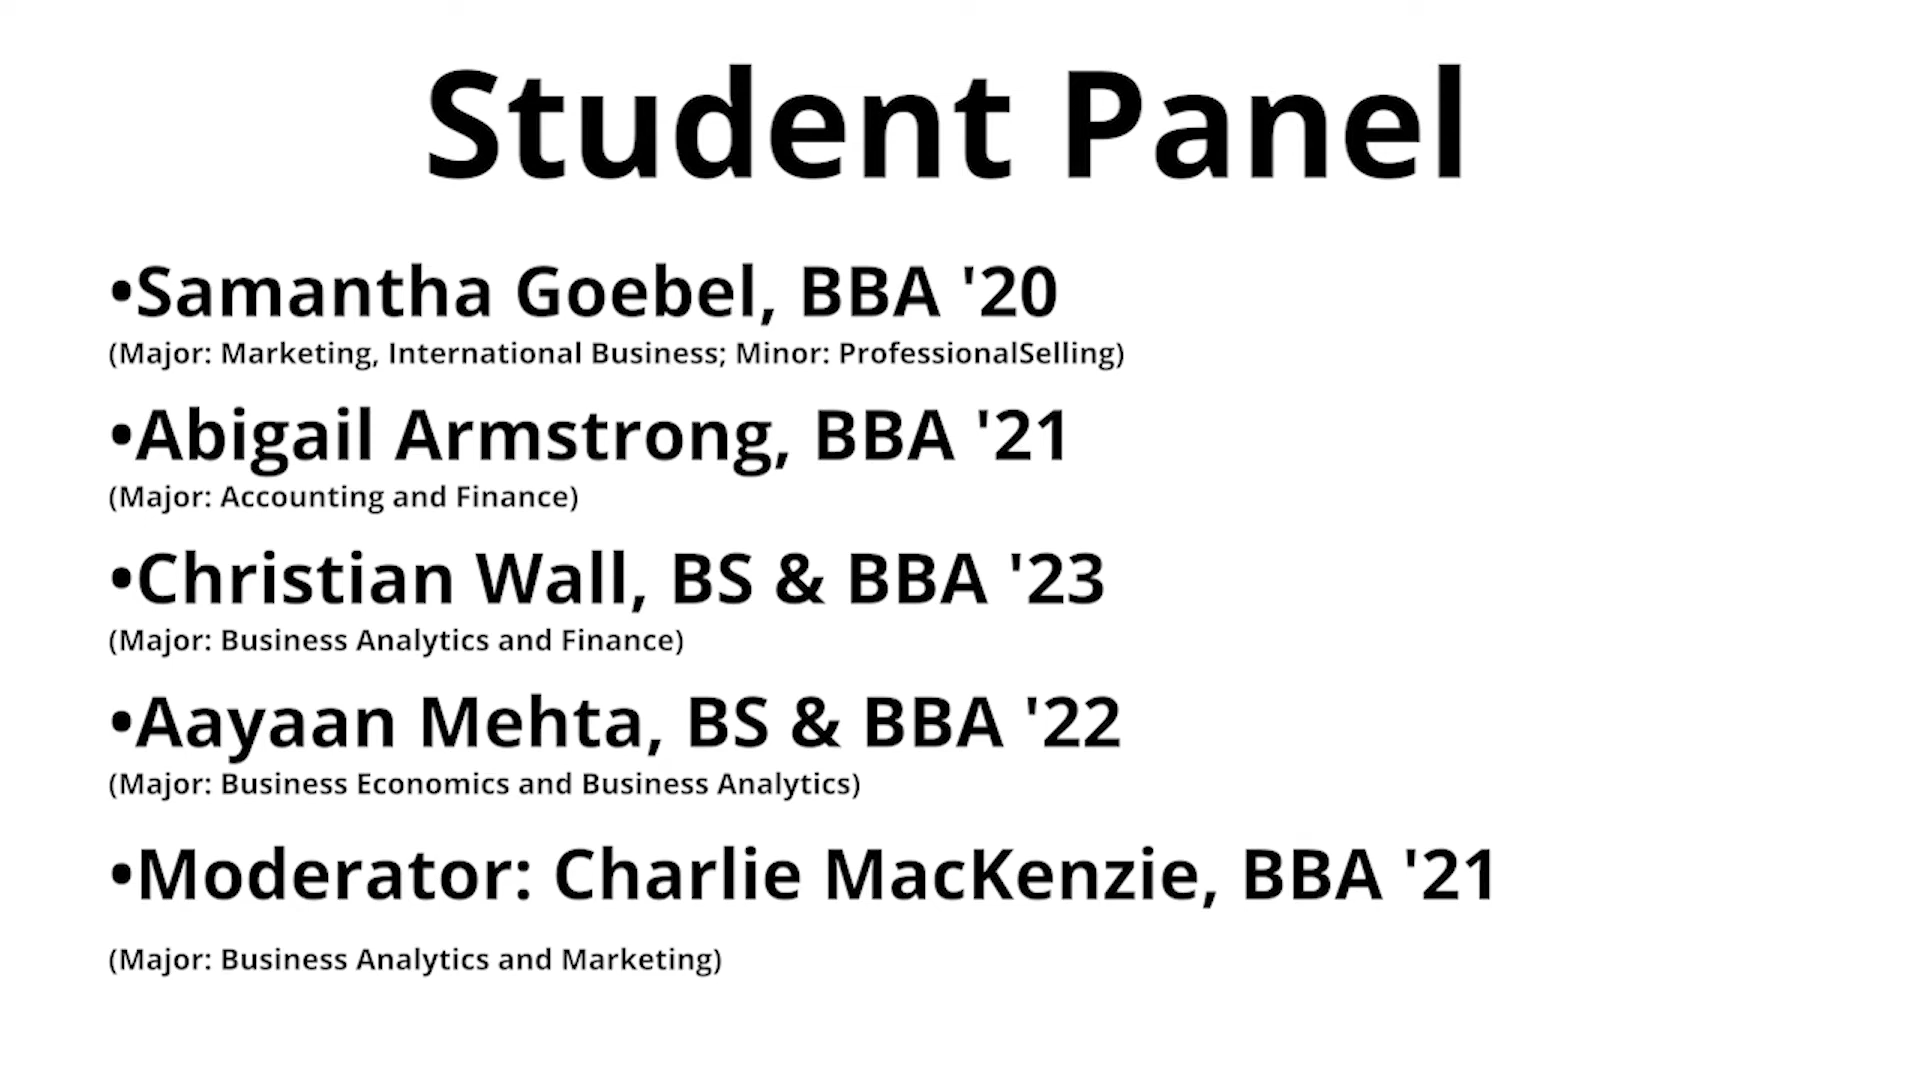 Student Panel
•Samantha Goebel, BBA '20
(Major: Marketing, International Business; Minor: ProfessionalSelling)
•Abigail Armstrong, BBA '21
(Major: Accounting and Finance)
•Christian Wall, BS & BBA '23
(Major: Business Analytics and Finance)
•Aayaan Mehta, BS & BBA '22
(Major: Business Economics and Business Analytics)
•Moderator: Charlie MacKenzie, BBA '21
(Major: Business Analytics and Marketing)